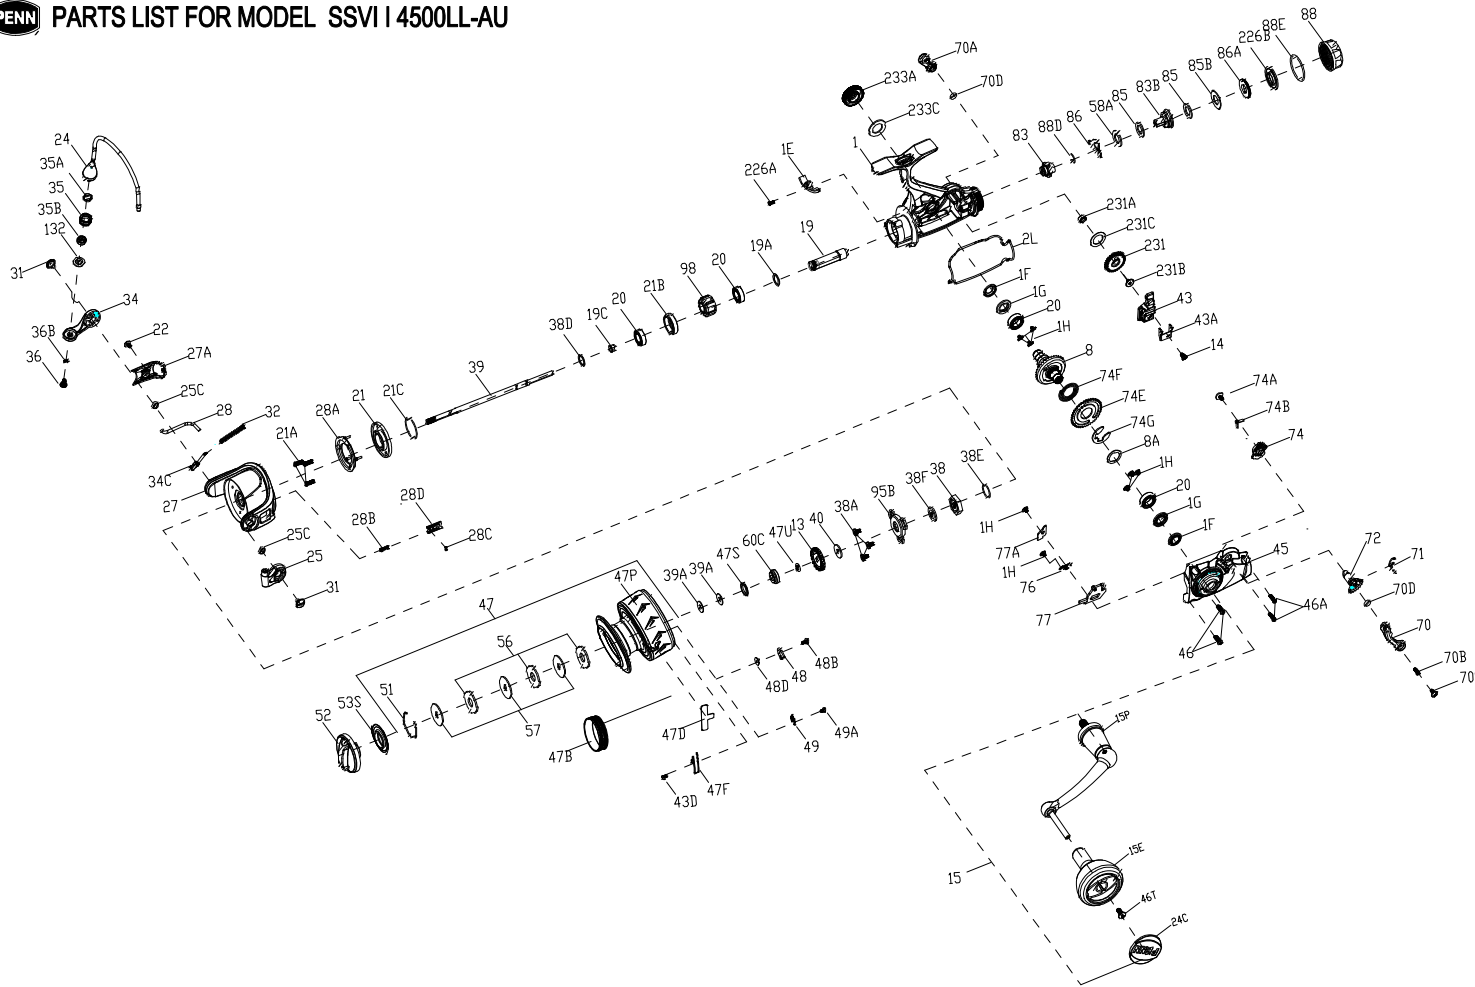 PENN PARTS LIST FOR MODEL SSVI I 4500LL-AU
88
88E
226B
86A
85B
85
83B
85
58A
86
88D
83
70A
70D
233A
233C
1
1E
226A
24
35A
35
35B
132
31
34
36B
36
22
27A
25C
28
32
21A
34C
27
28A
21
21C
39
38D
19C
20
21B
98
20
19A
19
2L
1F
1G
20
1H
8
74F
74E
74G
8A
1H
20
1G
1F
231A
231C
231
231B
43
43A
14
74A
74B
74
28D
28B
28C
25C
25
31
47
47P
39A
39A
47S
60C
47U
13
40
38A
95B
38F
38
38E
1H
77A
1H
76
77
45
72
71
70D
46A
46
70
70B
70
56
57
51
53S
52
48B
48
48D
49A
49
47D
47B
47F
43D
15P
15E
15
46T
24C
PENN